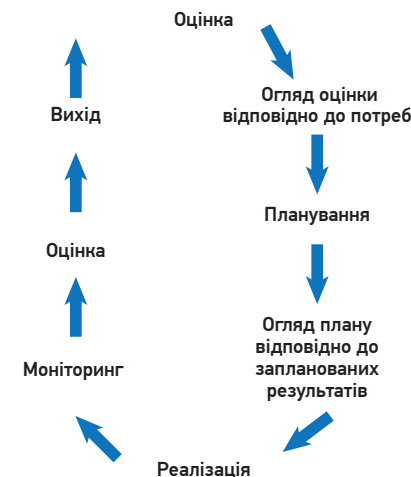 Оцінка
Огляд оцінки
відповідно до потреб
Планування
Огляд плану
відповідно до
запланованих
результатів
Реалізація
Моніторинг
Оцінка
Вихід